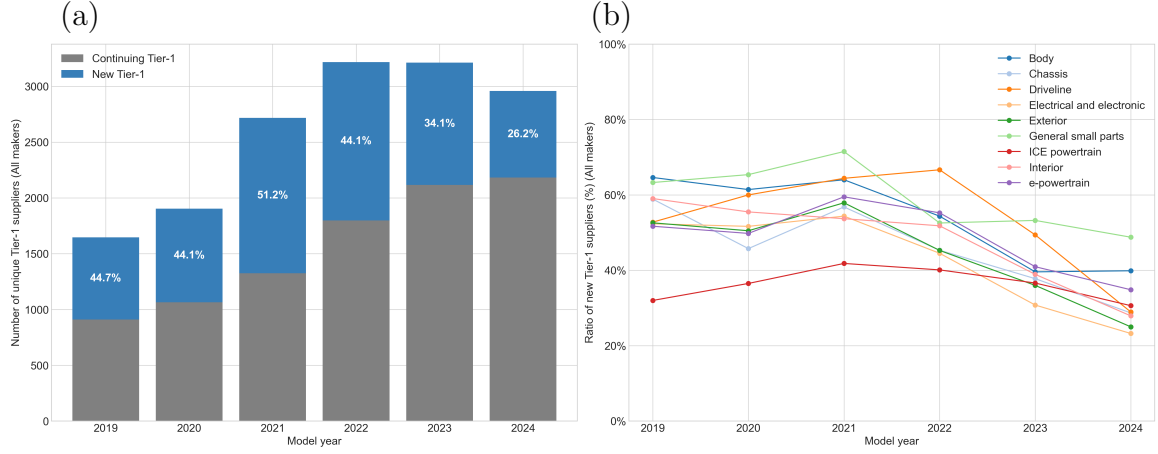 (a)
Number of unique Tier-1 suppliers (All makers)
3000
2500
2000
1500
1000
500
0
Continuing Tier-1
New Tier-1
44.7%
44.1%
51.2%
44.1%
34.1%
26.2%
2019 2020 2021 2022 2023 2024
Model year
(b)
Ratio of new Tier-1 suppliers (%) (All makers)
100%
80%
60%
40%
20%
0%
Body
Chassis
Driveline
Electrical and electronic
Exterior
General small parts
ICE powertrain
Interior
e-powertrain
2019 2020 2021 2022 2023 2024
Model year